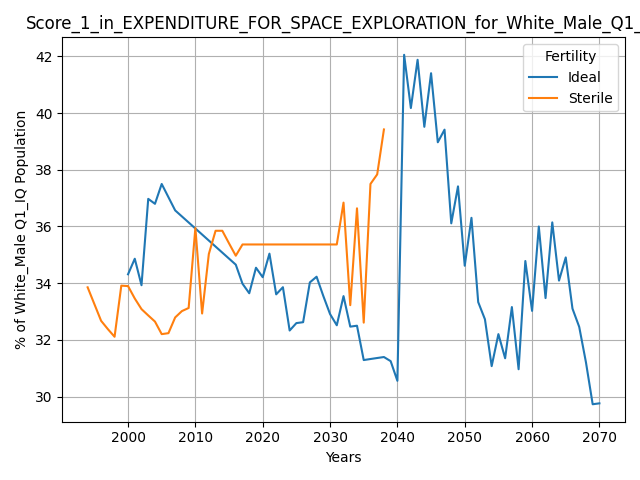 Score_1_in_EXPENDITURE_FOR_SPACE_EXPLORATION_for_White_Male_Q1_
Fertility
Ideal
Sterile
% of White_Male Q1_IQ Population
42
40
38
36
34
32
30
2000 2010 2020 2030 2040 2050 2060 2070
Years